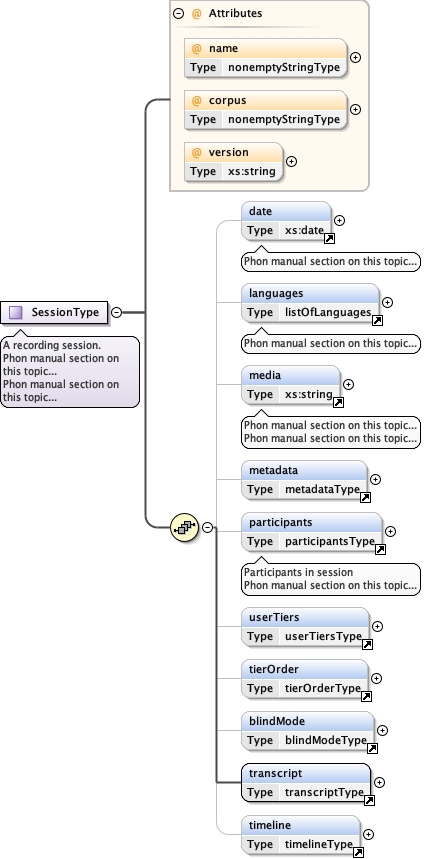 @ Attributes
@ name
Type nonemptyStringType
@ corpus
Type nonemptyStringType
@ version
Type xs:string
date
Type xs:date
Phon manual section on this topic...
languages
Type listOfLanguages
Phon manual section on this topic...
SessionType
A recording session.
Phon manual section on
this topic...
Phon manual section on
this topic...
media
Type xs:string
Phon manual section on this topic...
Phon manual section on this topic...
metadata
Type metadataType
participants
Type participantsType
Participants in session
Phon manual section on this topic...
userTiers
Type userTiersType
tierOrder
Type tierOrderType
blindMode
Type blindModeType
transcript
Type transcriptType
timeline
Type timelineType